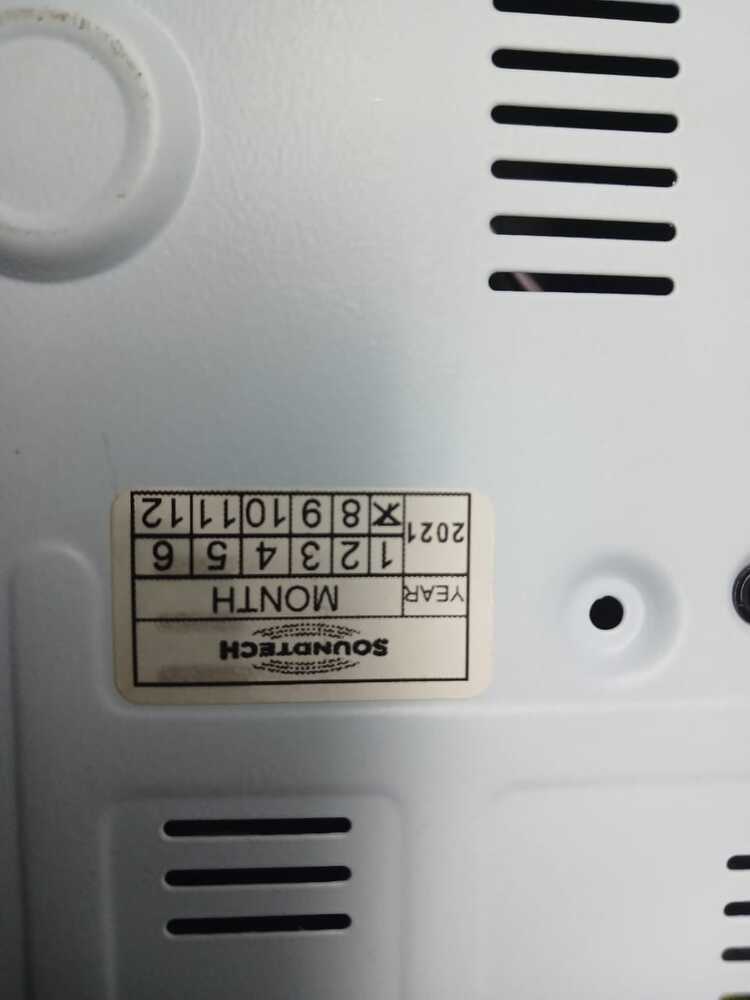 SOUNDTECH
YEAR MONTH
2021
1 2 3 4 5 6
7 8 9 10 11 12